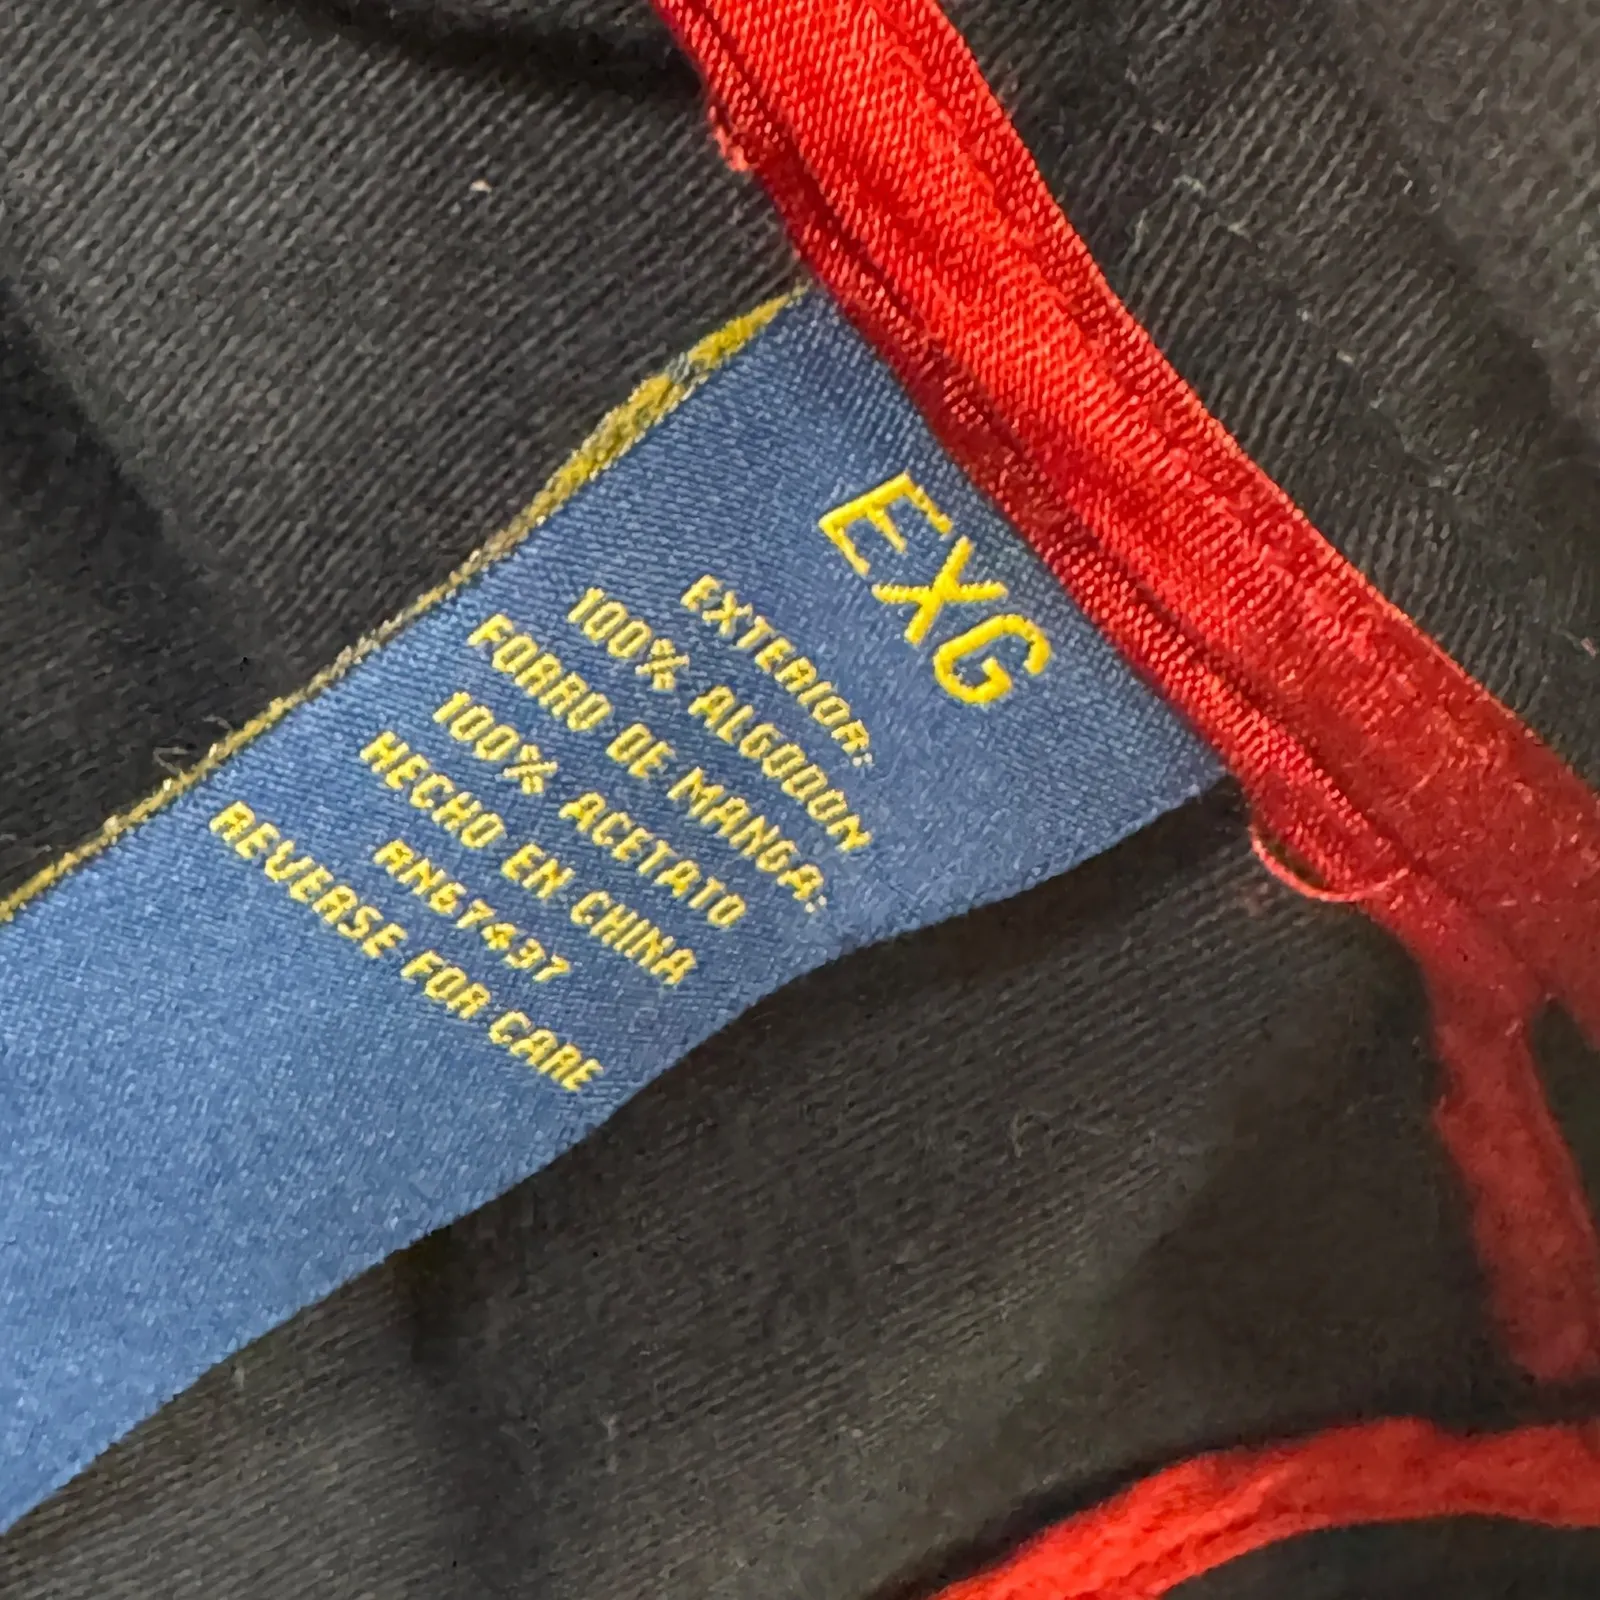 EXG
EXTERIOR:
100% ALGODON
FORRO DE MANGA:
100% ACETATO
HECHO EN CHINA
RN67437
REVERSE FOR CARE